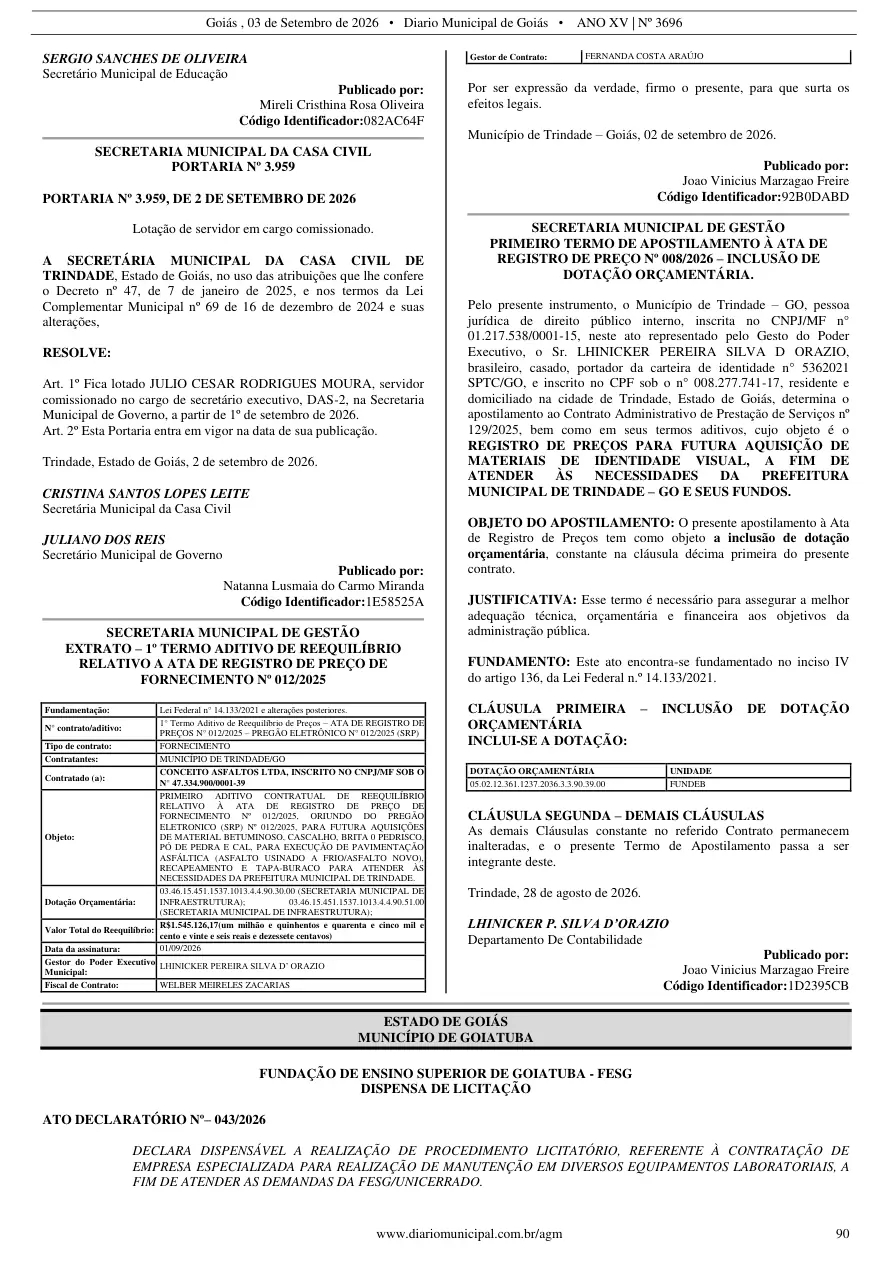 Goiás , 03 de Setembro de 2026 • Diario Municipal de Goiás • ANO XV | Nº 3696
SERGIO SANCHES DE OLIVEIRA
Secretário Municipal de Educação
Publicado por:
Mireli Cristhina Rosa Oliveira
Código Identificador:082AC64F
SECRETARIA MUNICIPAL DA CASA CIVIL
PORTARIA Nº 3.959
PORTARIA Nº 3.959, DE 2 DE SETEMBRO DE 2026
Lotação de servidor em cargo comissionado.
A SECRETÁRIA MUNICIPAL DA CASA CIVIL DE
TRINDADE, Estado de Goiás, no uso das atribuições que lhe confere
o Decreto nº 47, de 7 de janeiro de 2025, e nos termos da Lei
Complementar Municipal nº 69 de 16 de dezembro de 2024 e suas
alterações,
RESOLVE:
Art. 1º Fica lotado JULIO CESAR RODRIGUES MOURA, servidor
comissionado no cargo de secretário executivo, DAS-2, na Secretaria
Municipal de Governo, a partir de 1º de setembro de 2026.
Art. 2º Esta Portaria entra em vigor na data de sua publicação.
Trindade, Estado de Goiás, 2 de setembro de 2026.
CRISTINA SANTOS LOPES LEITE
Secretária Municipal da Casa Civil
JULIANO DOS REIS
Secretário Municipal de Governo
Publicado por:
Natanna Lusmaia do Carmo Miranda
Código Identificador:1E58525A
SECRETARIA MUNICIPAL DE GESTÃO
EXTRATO – 1º TERMO ADITIVO DE REEQUILÍBRIO
RELATIVO A ATA DE REGISTRO DE PREÇO DE
FORNECIMENTO Nº 012/2025
Fundamentação: Lei Federal n° 14.133/2021 e alterações posteriores.
N° contrato/aditivo: 1° Termo Aditivo de Reequilíbrio de Preços – ATA DE REGISTRO DE
PREÇOS N° 012/2025 – PREGÃO ELETRÔNICO N° 012/2025 (SRP)
Tipo de contrato: FORNECIMENTO
Contratantes: MUNICÍPIO DE TRINDADE/GO
Contratado (a): CONCEITO ASFALTOS LTDA, INSCRITO NO CNPJ/MF SOB O
N° 47.334.900/0001-39
Objeto: PRIMEIRO ADITIVO CONTRATUAL DE REEQUILÍBRIO
RELATIVO À ATA DE REGISTRO DE PREÇO DE
FORNECIMENTO Nº 012/2025, ORIUNDO DO PREGÃO
ELETRONICO (SRP) Nº 012/2025, PARA FUTURA AQUISIÇÕES
DE MATERIAL BETUMINOSO, CASCALHO, BRITA 0 PEDRISCO,
PÓ DE PEDRA E CAL, PARA EXECUÇÃO DE PAVIMENTAÇÃO
ASFÁLTICA (ASFALTO USINADO A FRIO/ASFALTO NOVO),
RECAPEAMENTO E TAPA-BURACO PARA ATENDER ÀS
NECESSIDADES DA PREFEITURA MUNICIPAL DE TRINDADE.
Dotação Orçamentária: 03.46.15.451.1537.1013.4.4.90.30.00 (SECRETARIA MUNICIPAL DE
INFRAESTRUTURA); 03.46.15.451.1537.1013.4.4.90.51.00
(SECRETARIA MUNICIPAL DE INFRAESTRUTURA);
Valor Total do Reequilíbrio: R$1.545.126,17(um milhão e quinhentos e quarenta e cinco mil e
cento e vinte e seis reais e dezessete centavos)
Data da assinatura: 01/09/2026
Gestor do Poder Executivo
Municipal: LHINICKER PEREIRA SILVA D' ORAZIO
Fiscal de Contrato: WELBER MEIRELES ZACARIAS
Gestor de Contrato: FERNANDA COSTA ARAÚJO
Por ser expressão da verdade, firmo o presente, para que surta os
efeitos legais.
Município de Trindade – Goiás, 02 de setembro de 2026.
Publicado por:
Joao Vinicius Marzagao Freire
Código Identificador:92B0DABD
SECRETARIA MUNICIPAL DE GESTÃO
PRIMEIRO TERMO DE APOSTILAMENTO À ATA DE
REGISTRO DE PREÇO Nº 008/2026 – INCLUSÃO DE
DOTAÇÃO ORÇAMENTÁRIA.
Pelo presente instrumento, o Município de Trindade – GO, pessoa
jurídica de direito público interno, inscrita no CNPJ/MF n°
01.217.538/0001-15, neste ato representado pelo Gesto do Poder
Executivo, o Sr. LHINICKER PEREIRA SILVA D ORAZIO,
brasileiro, casado, portador da carteira de identidade n° 5362021
SPTC/GO, e inscrito no CPF sob o n° 008.277.741-17, residente e
domiciliado na cidade de Trindade, Estado de Goiás, determina o
apostilamento ao Contrato Administrativo de Prestação de Serviços nº
129/2025, bem como em seus termos aditivos, cujo objeto é o
REGISTRO DE PREÇOS PARA FUTURA AQUISIÇÃO DE
MATERIAIS DE IDENTIDADE VISUAL, A FIM DE
ATENDER ÀS NECESSIDADES DA PREFEITURA
MUNICIPAL DE TRINDADE – GO E SEUS FUNDOS.
OBJETO DO APOSTILAMENTO: O presente apostilamento à Ata
de Registro de Preços tem como objeto a inclusão de dotação
orçamentária, constante na cláusula décima primeira do presente
contrato.
JUSTIFICATIVA: Esse termo é necessário para assegurar a melhor
adequação técnica, orçamentária e financeira aos objetivos da
administração pública.
FUNDAMENTO: Este ato encontra-se fundamentado no inciso IV
do artigo 136, da Lei Federal n.º 14.133/2021.
CLÁUSULA PRIMEIRA – INCLUSÃO DE DOTAÇÃO
ORÇAMENTÁRIA
INCLUI-SE A DOTAÇÃO:
DOTAÇÃO ORÇAMENTÁRIA UNIDADE
05.02.12.361.1237.2036.3.3.90.39.00 FUNDEB
CLÁUSULA SEGUNDA – DEMAIS CLÁUSULAS
As demais Cláusulas constante no referido Contrato permanecem
inalteradas, e o presente Termo de Apostilamento passa a ser
integrante deste.
Trindade, 28 de agosto de 2026.
LHINICKER P. SILVA D'ORAZIO
Departamento De Contabilidade
Publicado por:
Joao Vinicius Marzagao Freire
Código Identificador:1D2395CB
ESTADO DE GOIÁS
MUNICÍPIO DE GOIATUBA
FUNDAÇÃO DE ENSINO SUPERIOR DE GOIATUBA - FESG
DISPENSA DE LICITAÇÃO
ATO DECLARATÓRIO Nº– 043/2026
DECLARA DISPENSÁVEL A REALIZAÇÃO DE PROCEDIMENTO LICITATÓRIO, REFERENTE À CONTRATAÇÃO DE
EMPRESA ESPECIALIZADA PARA REALIZAÇÃO DE MANUTENÇÃO EM DIVERSOS EQUIPAMENTOS LABORATORIAIS, A
FIM DE ATENDER AS DEMANDAS DA FESG/UNICERRADO.
www.diariomunicipal.com.br/agm 90